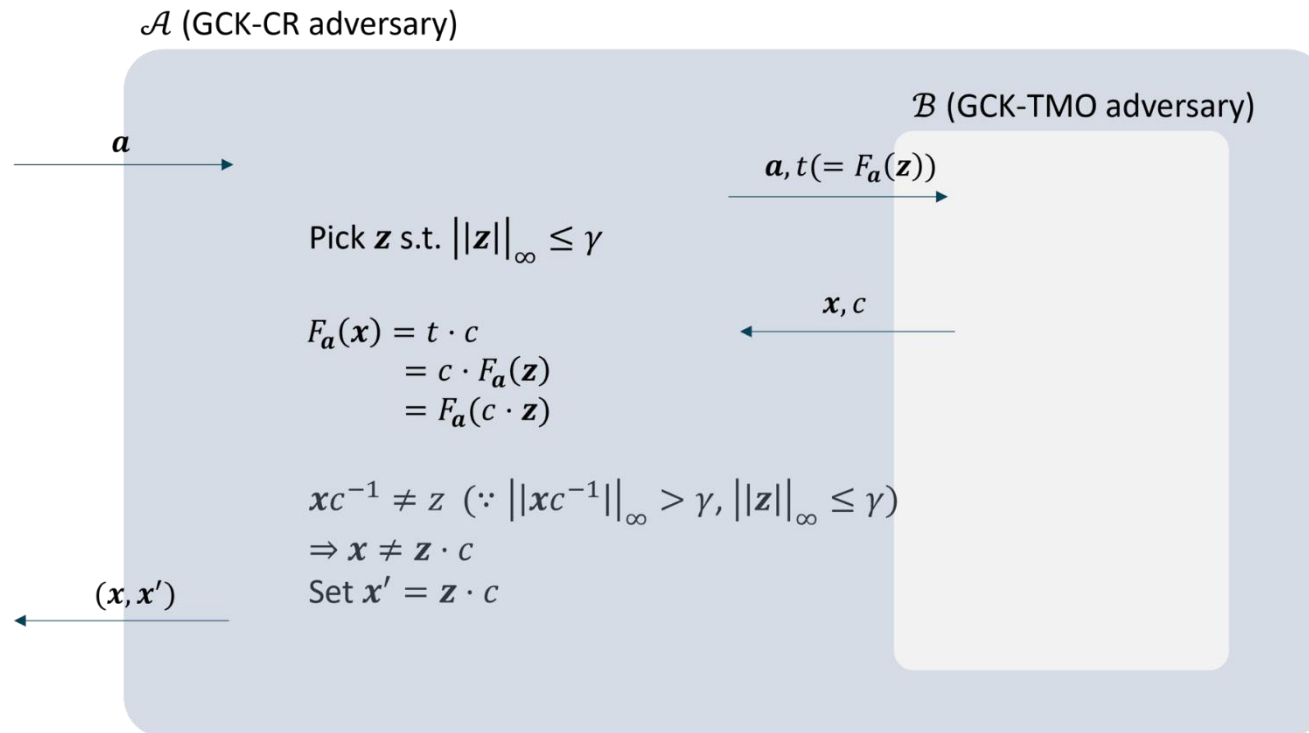 𝒜 (GCK-CR adversary)
ℬ (GCK-TMO adversary)
𝒂
𝒂, t(= F_𝒂(𝒛))
Pick 𝒛 s.t. ||𝒛||_∞ ≤ γ
𝒙, c
F_𝒂(𝒙) = t · c
= c · F_𝒂(𝒛)
= F_𝒂(c · 𝒛)
𝒙c⁻¹ ≠ z (∵ ||𝒙c⁻¹||_∞ > γ, ||𝒛||_∞ ≤ γ)
⇒ 𝒙 ≠ 𝒛 · c
(𝒙, 𝒙′)
Set 𝒙′ = 𝒛 · c